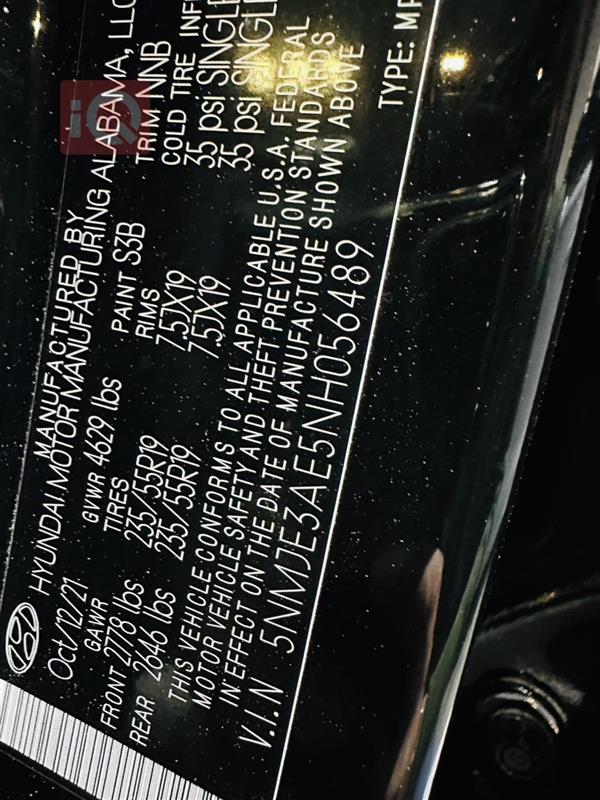 MANUFACTURED BY
HYUNDAI MOTOR MANUFACTURING ALABAMA, LLC
Oct/12/21 GVWR 4629 lbs PAINT S3B TRIM NNB
GAWR TIRES RIMS COLD TIRE
FRONT 2778 lbs 235/55R19 7.5JX19 35 psi SINGLE
REAR 2646 lbs 235/55R19 7.5JX19 35 psi SINGLE
THIS VEHICLE CONFORMS TO ALL APPLICABLE U.S.A. FEDERAL
MOTOR VEHICLE SAFETY AND THEFT PREVENTION STANDARDS
IN EFFECT ON THE DATE OF MANUFACTURE SHOWN ABOVE
V.I.N 5NMJE3AE5NH056489 TYPE:
iQ